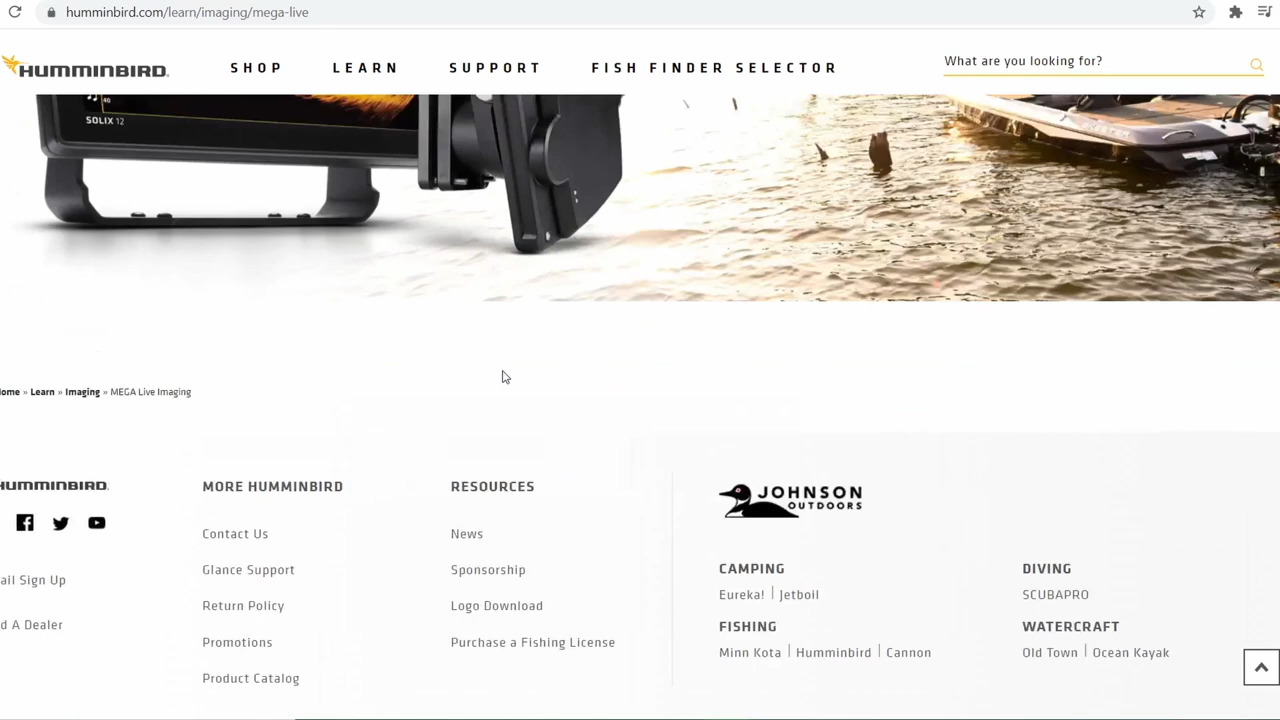 humminbird.com/learn/imaging/mega-live
HUMMINBIRD.
SHOP
LEARN
SUPPORT
FISH FINDER SELECTOR
What are you looking for?
40
SOLIX 12
ome » Learn » Imaging » MEGA Live Imaging
HUMMINBIRD.
ail Sign Up
d A Dealer
MORE HUMMINBIRD
Contact Us
Glance Support
Return Policy
Promotions
Product Catalog
RESOURCES
News
Sponsorship
Logo Download
Purchase a Fishing License
JOHNSON
OUTDOORS
CAMPING
Eureka! | Jetboil
FISHING
Minn Kota | Humminbird | Cannon
DIVING
SCUBAPRO
WATERCRAFT
Old Town | Ocean Kayak